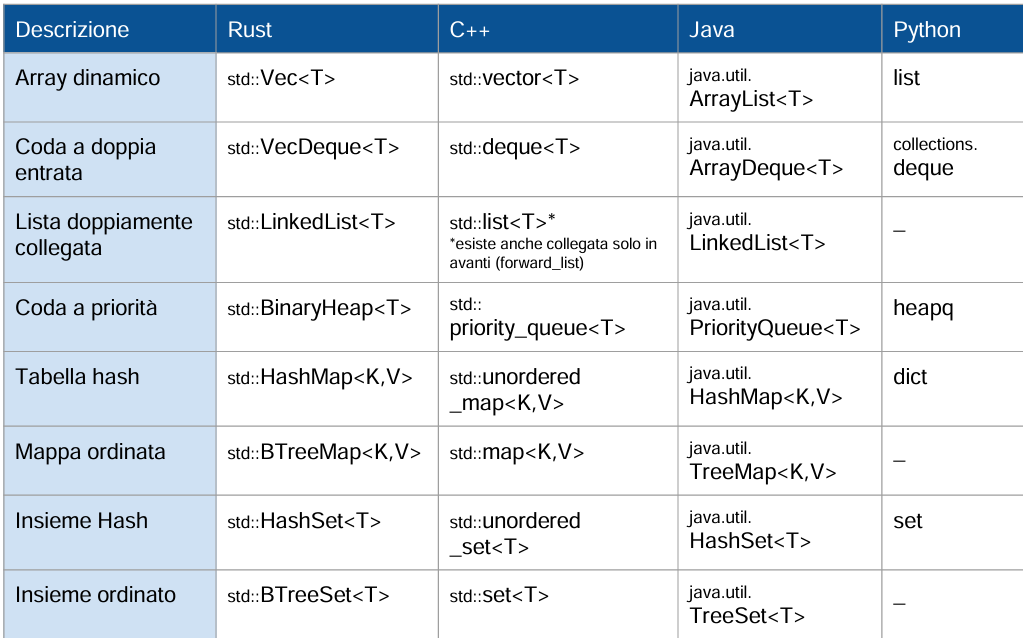 Descrizione Rust C++ Java Python
Array dinamico std::Vec<T> std::vector<T> java.util. list
ArrayList<T>
Coda a doppia std::VecDeque<T> std::deque<T> java.util. collections.
entrata ArrayDeque<T> deque
Lista doppiamente std::LinkedList<T> std::list<T>* java.util. _
collegata *esiste anche collegata solo in LinkedList<T>
avanti (forward_list)
Coda a priorità std::BinaryHeap<T> std:: java.util. heapq
priority_queue<T> PriorityQueue<T>
Tabella hash std::HashMap<K,V> std::unordered java.util. dict
_map<K,V> HashMap<K,V>
Mappa ordinata std::BTreeMap<K,V> std::map<K,V> java.util. _
TreeMap<K,V>
Insieme Hash std::HashSet<T> std::unordered java.util. set
_set<T> HashSet<T>
Insieme ordinato std::BTreeSet<T> std::set<T> java.util. _
TreeSet<T>